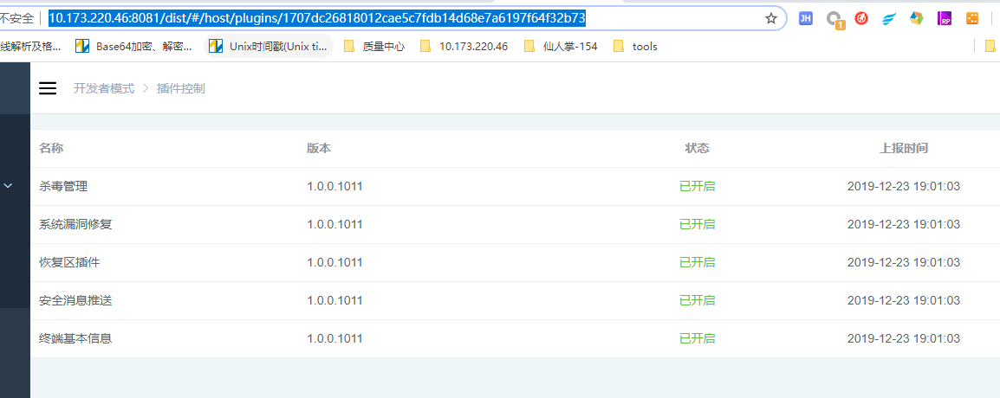 不安全 | 10.173.220.46:8081/dist/#/host/plugins/1707dc26818012cae5c7fdb14d68e7a6197f64f32b73 JH 1 RP
线解析及格... Base64加密、解密... Unix时间戳(Unix ti... 质量中心 10.173.220.46 仙人掌-154 tools
开发者模式 > 插件控制
名称 版本 状态 上报时间
杀毒管理 1.0.0.1011 已开启 2019-12-23 19:01:03
系统漏洞修复 1.0.0.1011 已开启 2019-12-23 19:01:03
恢复区插件 1.0.0.1011 已开启 2019-12-23 19:01:03
安全消息推送 1.0.0.1011 已开启 2019-12-23 19:01:03
终端基本信息 1.0.0.1011 已开启 2019-12-23 19:01:03